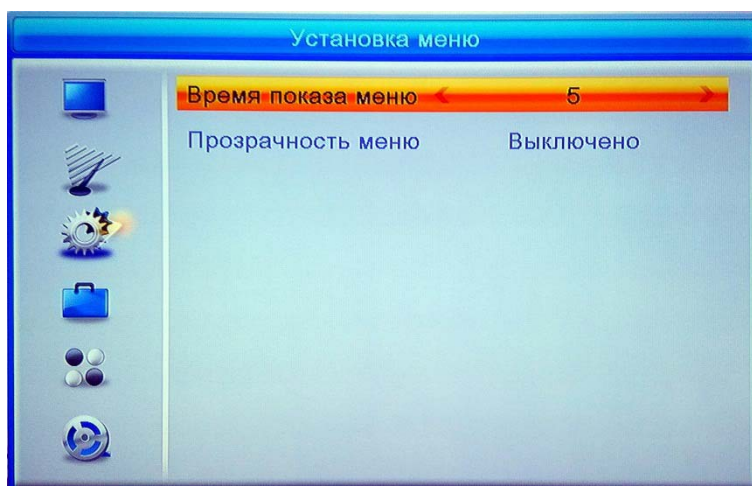 Установка меню
Время показа меню 5
Прозрачность меню Выключено